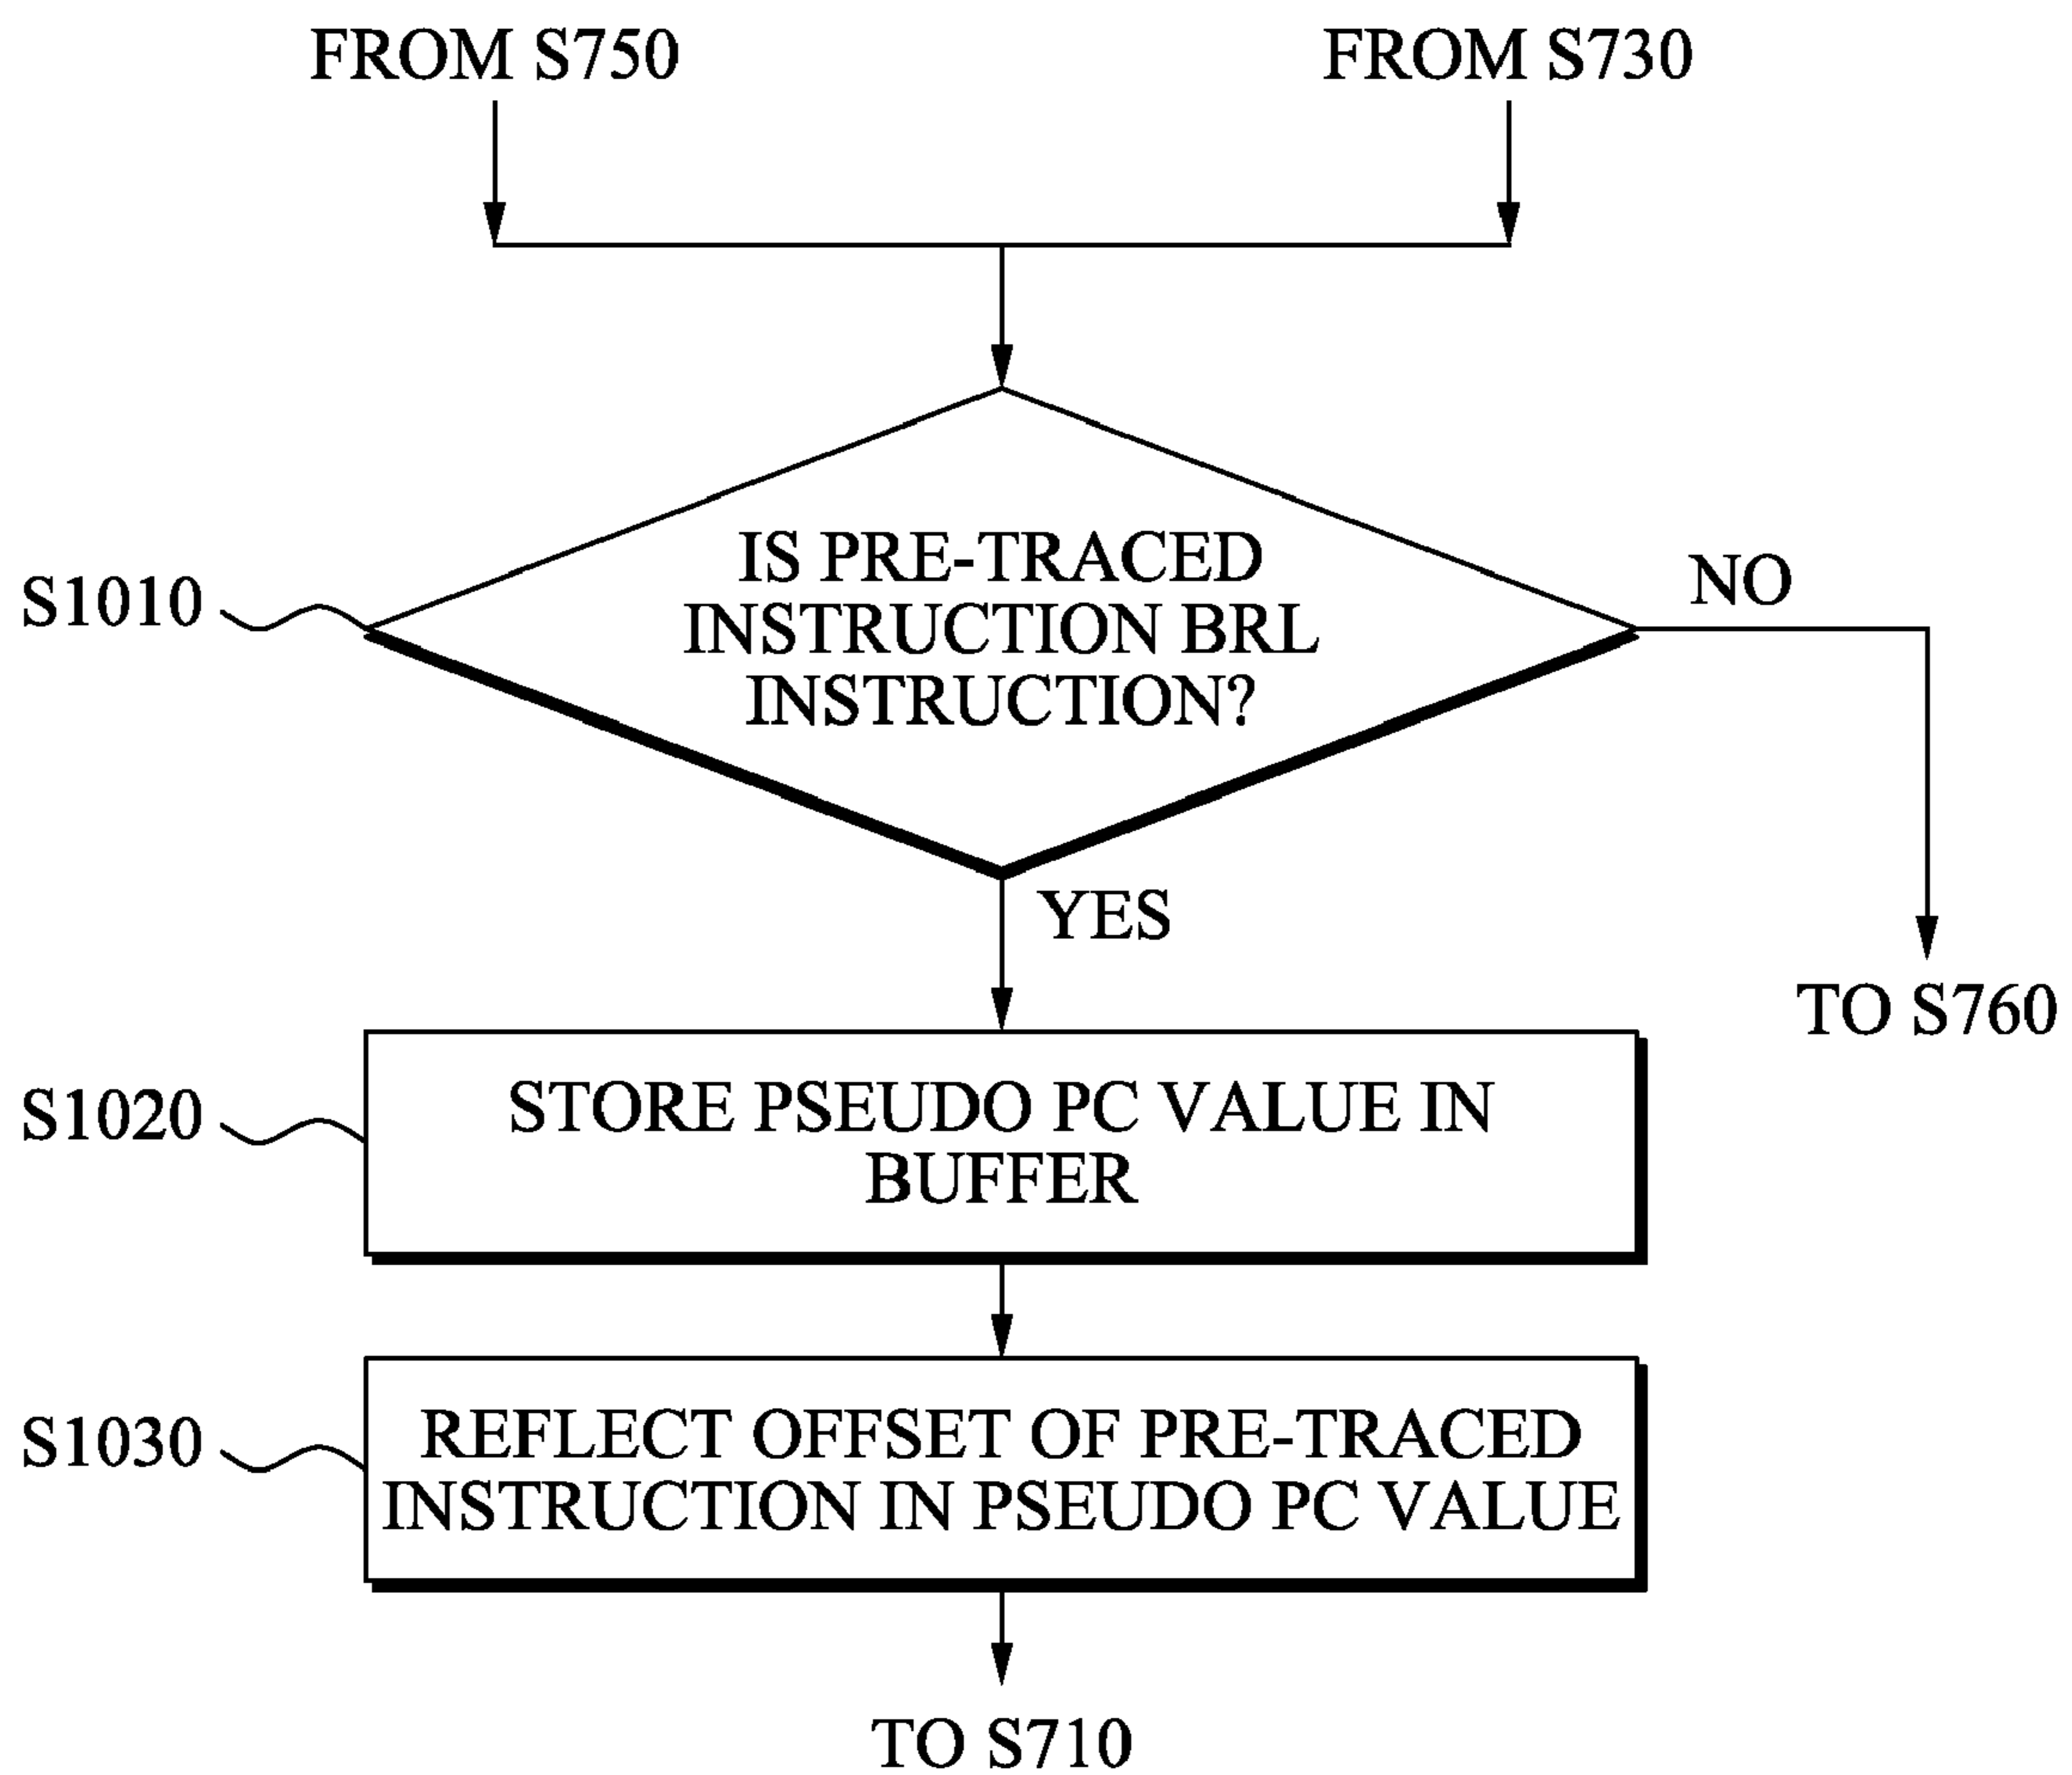 FROM S750
FROM S730
IS PRE-TRACED
INSTRUCTION BRL
INSTRUCTION?
S1010
NO
YES
TO S760
S1020
STORE PSEUDO PC VALUE IN
BUFFER
S1030
REFLECT OFFSET OF PRE-TRACED
INSTRUCTION IN PSEUDO PC VALUE
TO S710